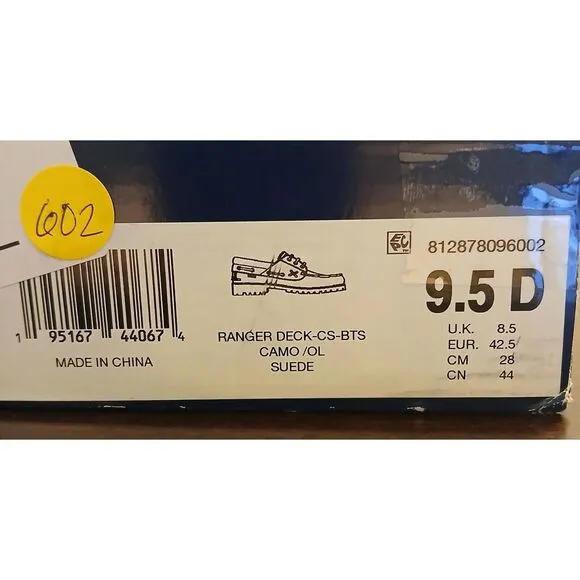 602
812878096002
9.5 D
U.K. 8.5
EUR. 42.5
CM 28
CN 44
RANGER DECK-CS-BTS
CAMO /OL
SUEDE
1 95167 44067 4
MADE IN CHINA